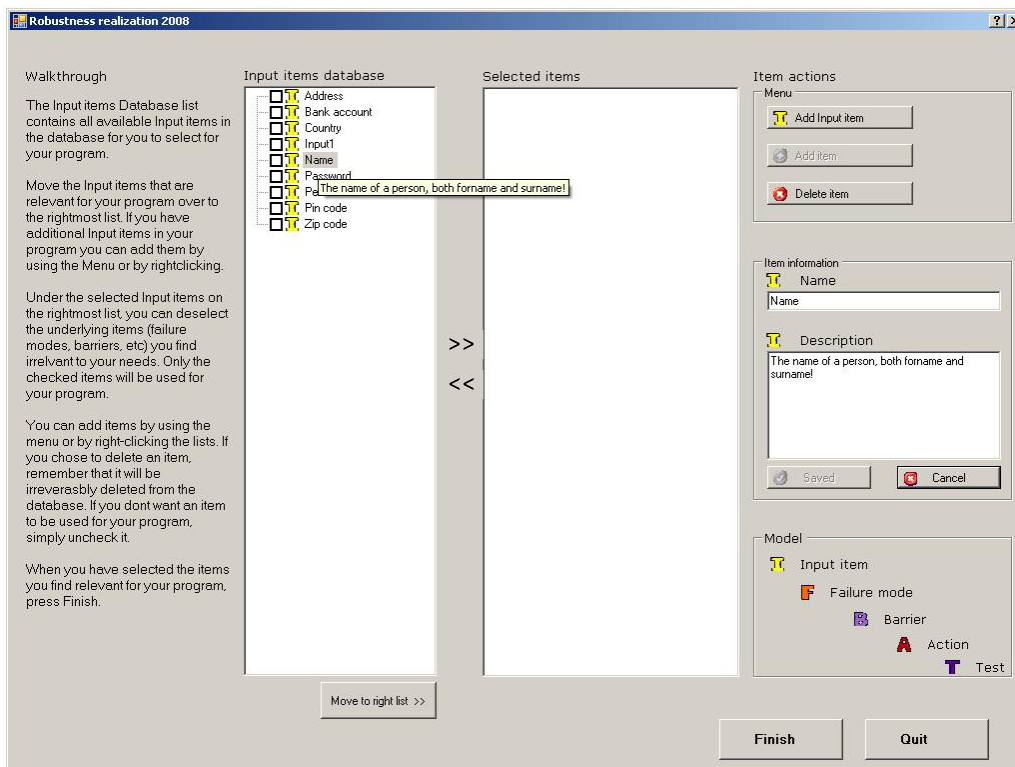 Robustness realization 2008
Walkthrough
The Input items Database list
contains all available Input items in
the database for you to select for
your program.
Move the Input items that are
relevant for your program over to
the rightmost list. If you have
additional Input items in your
program you can add them by
using the Menu or by rightclicking.
Under the selected Input items on
the rightmost list, you can deselect
the underlying items (failure
modes, barriers, etc) you find
irrelvant to your needs. Only the
checked items will be used for
your program.
You can add items by using the
menu or by right-clicking the lists. If
you chose to delete an item,
remember that it will be
irreverasbly deleted from the
database. If you dont want an item
to be used for your program,
simply uncheck it.
When you have selected the items
you find relevant for your program,
press Finish.
Input items database
Address
Bank account
Country
Input1
Name
Password
The name of a person, both forname and surname!
Pin code
Zip code
Move to right list >>
>>
<<
Selected items
Item actions
Menu
Add Input item
Add item
Delete item
Item information
Name
Name
Description
The name of a person, both forname and
surname!
Saved
Cancel
Model
I Input item
F Failure mode
B Barrier
A Action
T Test
Finish
Quit